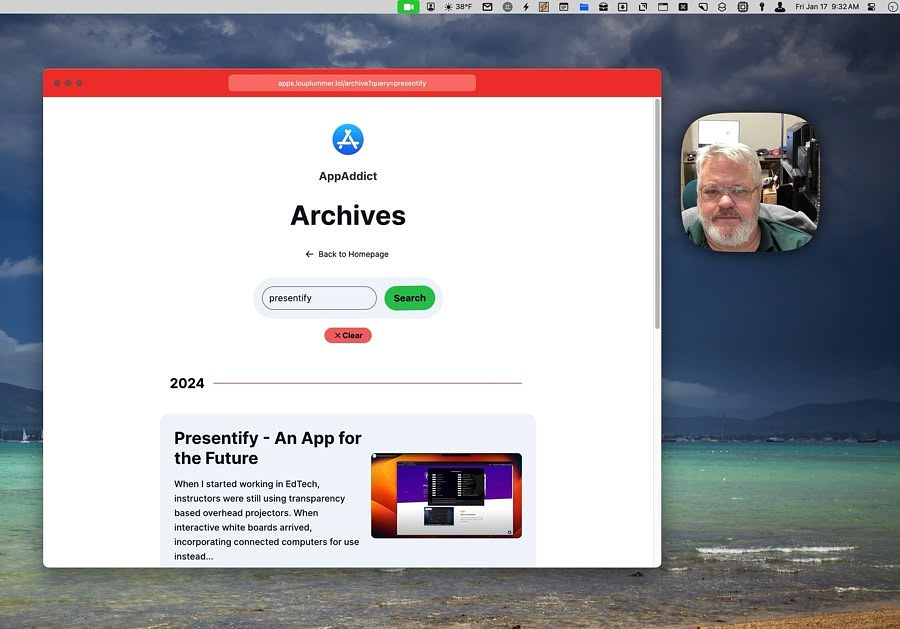 38°F
Fri Jan 17 9:32 AM
apps.louplummer.lol/archive?query=presentify
AppAddict
Archives
← Back to Homepage
presentify
Search
✕ Clear
2024
Presentify - An App for
the Future
When I started working in EdTech,
instructors were still using transparency
based overhead projectors. When
interactive white boards arrived,
incorporating connected computers for use
instead...